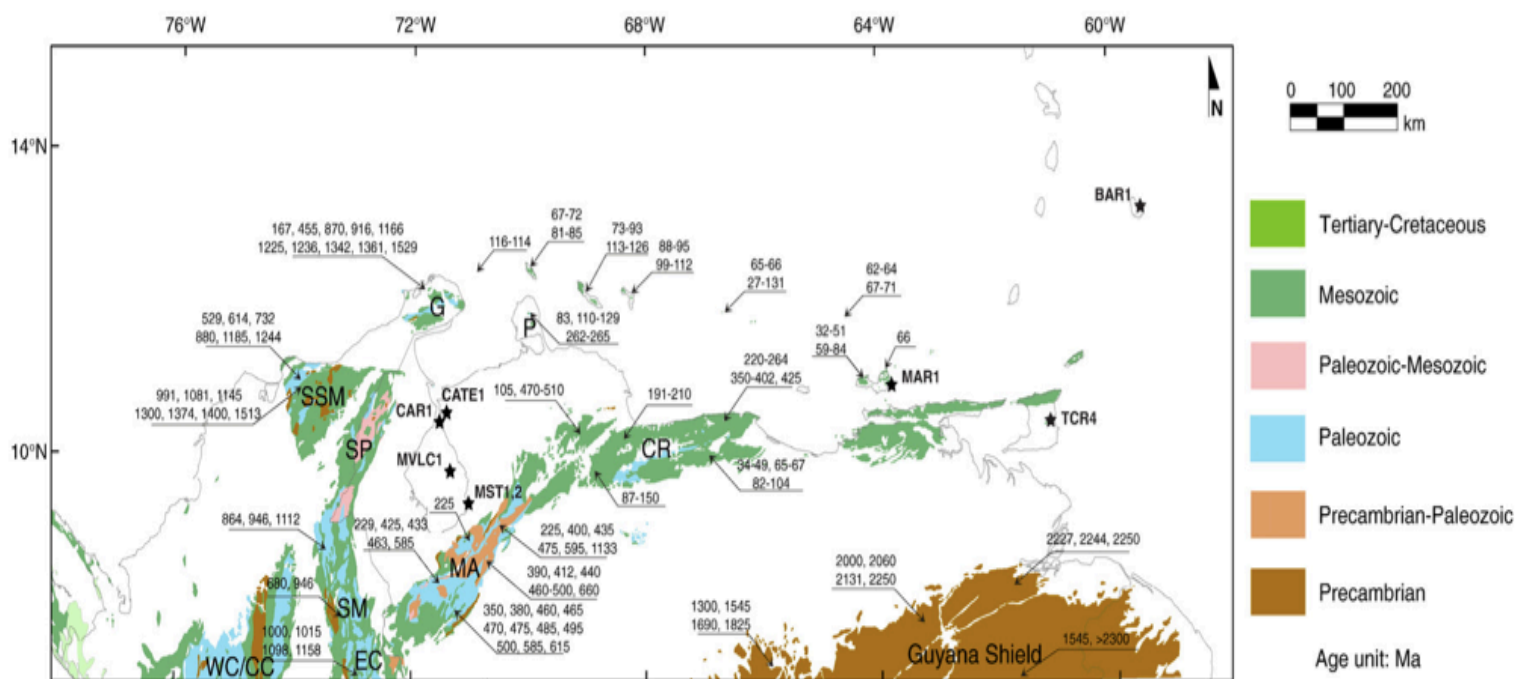 76°W 72°W 68°W 64°W 60°W
14°N
10°N
N
0 100 200
km
BAR1
67-72
81-85
73-93
113-126
88-95
99-112
116-114
167, 455, 870, 916, 1166
1225, 1236, 1342, 1361, 1529
65-66
27-131
62-64
67-71
G
P
83, 110-129
262-265
529, 614, 732
880, 1185, 1244
32-51
59-84
66
MAR1
220-264
350-402, 425
991, 1081, 1145
1300, 1374, 1400, 1513
SSM
CATE1
CAR1
105, 470-510
191-210
TCR4
SP
CR
MVLC1
34-49, 65-67
82-104
MST1,2
87-150
225
864, 946, 1112
229, 425, 433
463, 585
225, 400, 435
475, 595, 1133
2227, 2244, 2250
MA
390, 412, 440
460-500, 660
2000, 2060
2131, 2250
680, 946
SM
350, 380, 460, 465
470, 475, 485, 495
500, 585, 615
1300, 1545
1690, 1825
1000, 1015
1098, 1158
WC/CC
EC
Guyana Shield
1545, >2300
Tertiary-Cretaceous
Mesozoic
Paleozoic-Mesozoic
Paleozoic
Precambrian-Paleozoic
Precambrian
Age unit: Ma